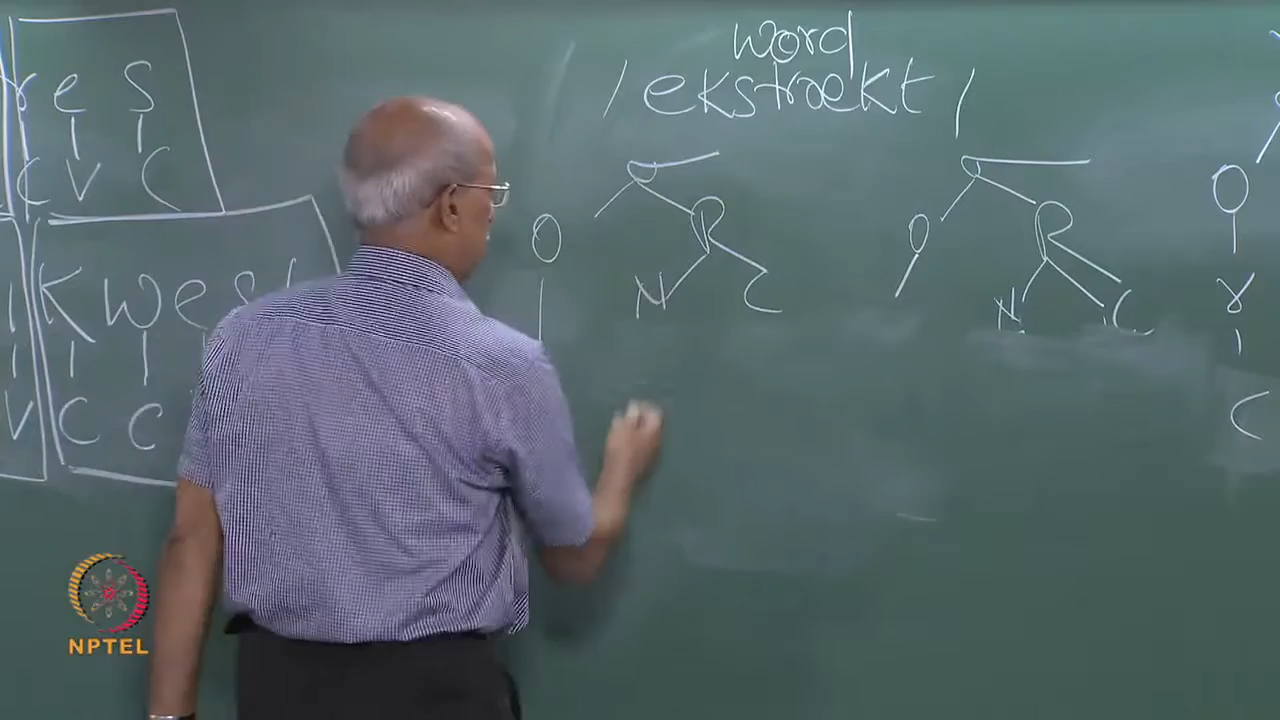 word
/ekstrækt/
r e s
C V C
K w e s
V C C
σ
O R
N C
σ
O R
N C
O
r
C
NPTEL